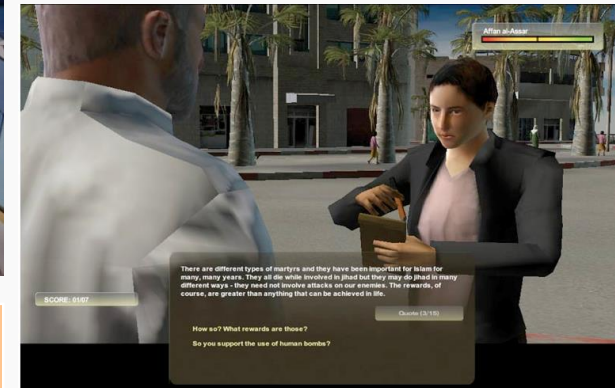 Affan al-Assar
There are different types of martyrs and they have been important for Islam for
many, many years. They all die while involved in jihad but they may do jihad in many
different ways - they need not involve attacks on our enemies. The rewards, of
course, are greater than anything that can be achieved in life.
SCORE: 01/07
Quote (3/18)
How so? What rewards are those?
So you support the use of human bombs?